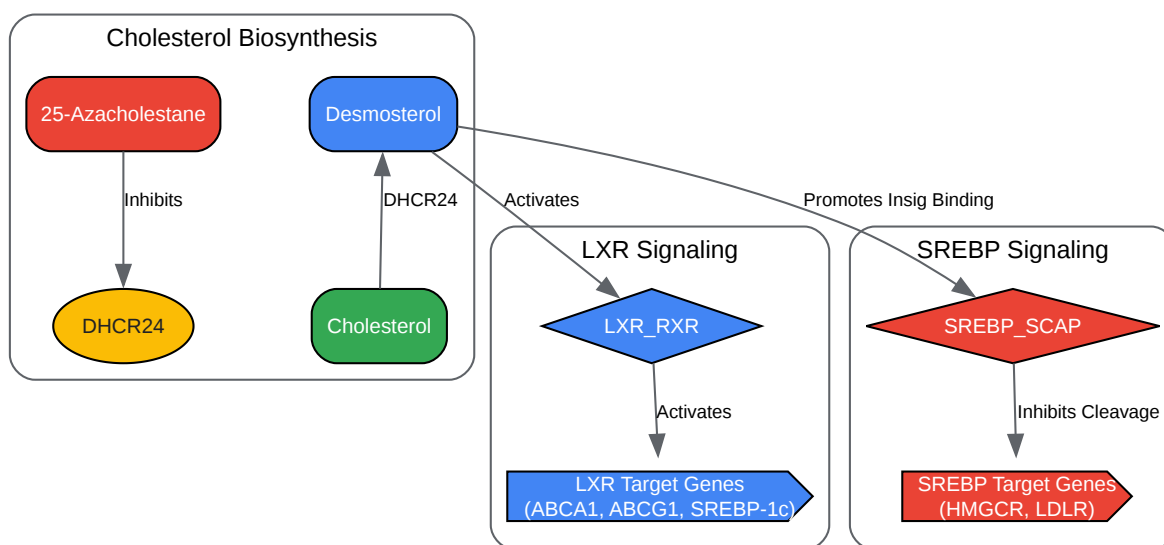 Cholesterol Biosynthesis
25-Azacholestane
Desmosterol
Inhibits
DHCR24
Activates
Promotes Insig Binding
DHCR24
Cholesterol
LXR Signaling
LXR_RXR
Activates
LXR Target Genes
(ABCA1, ABCG1, SREBP-1c)
SREBP Signaling
SREBP_SCAP
Inhibits Cleavage
SREBP Target Genes
(HMGCR, LDLR)